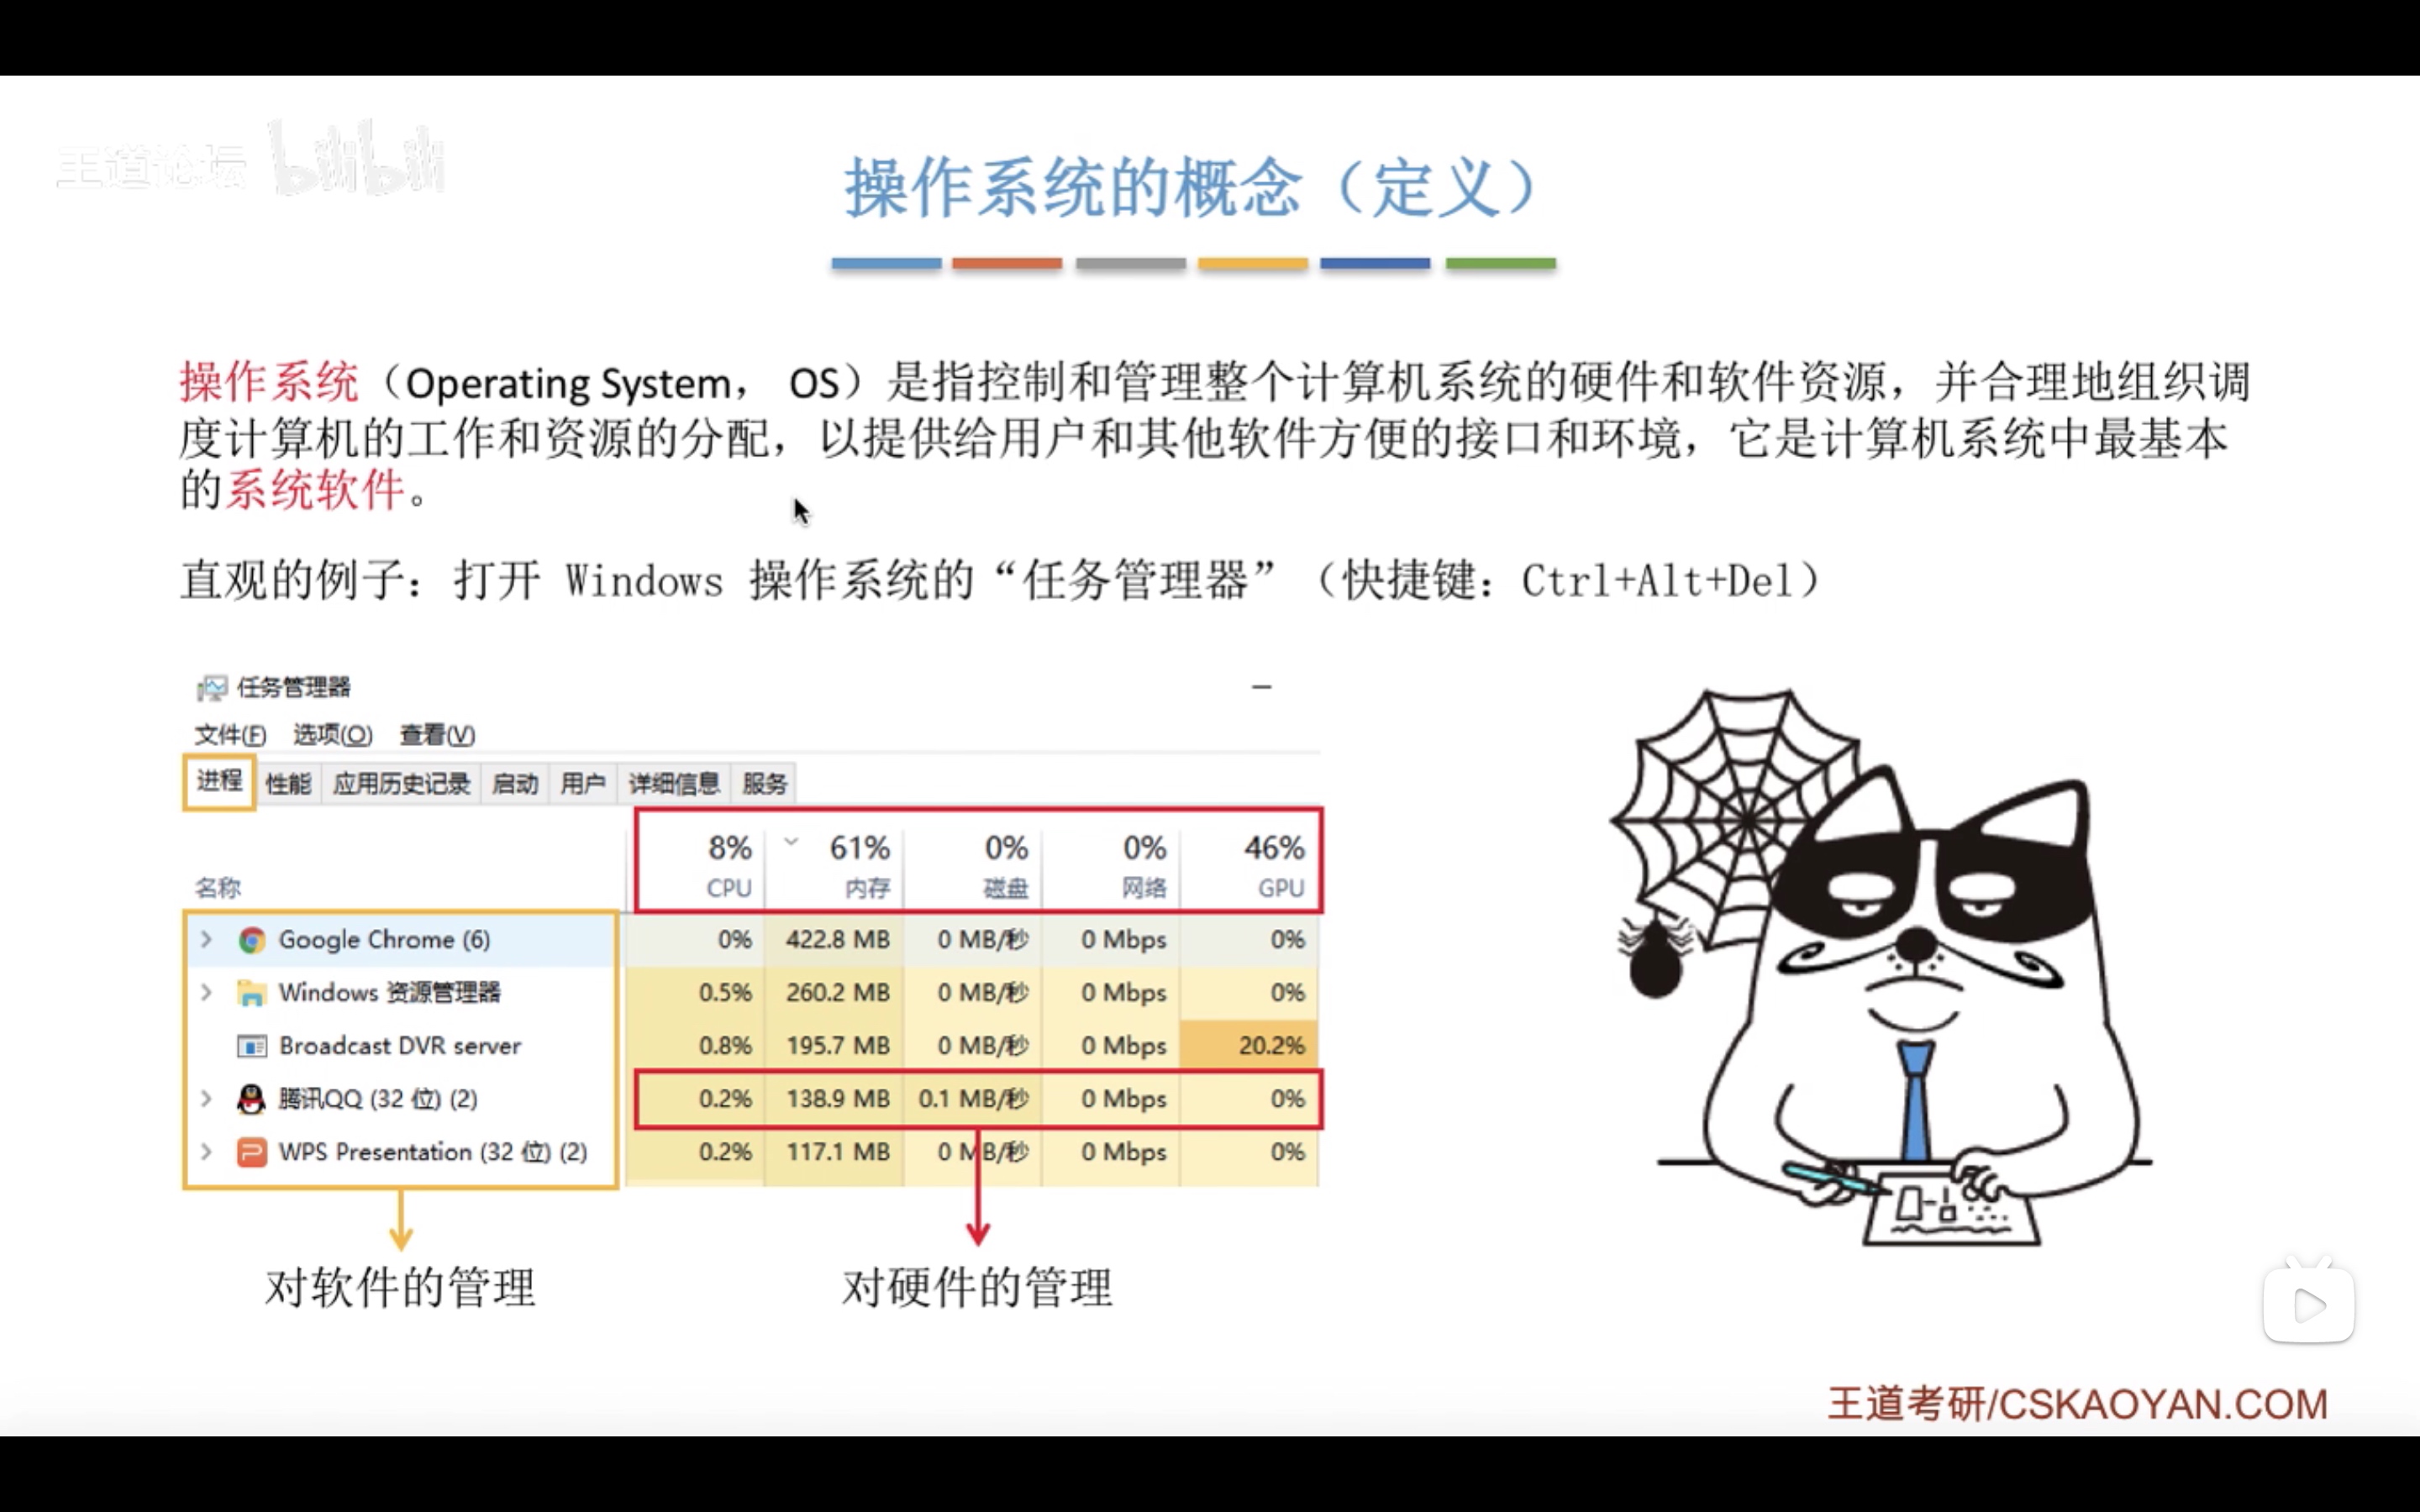 王道论坛 bilibili
操作系统的概念（定义）
操作系统（Operating System， OS）是指控制和管理整个计算机系统的硬件和软件资源，并合理地组织调
度计算机的工作和资源的分配，以提供给用户和其他软件方便的接口和环境，它是计算机系统中最基本
的系统软件。
直观的例子：打开 Windows 操作系统的“任务管理器”（快捷键：Ctrl+Alt+Del）
任务管理器
文件(F) 选项(O) 查看(V)
进程 性能 应用历史记录 启动 用户 详细信息 服务
8% 61% 0% 0% 46%
名称 CPU 内存 磁盘 网络 GPU
Google Chrome (6) 0% 422.8 MB 0 MB/秒 0 Mbps 0%
Windows 资源管理器 0.5% 260.2 MB 0 MB/秒 0 Mbps 0%
Broadcast DVR server 0.8% 195.7 MB 0 MB/秒 0 Mbps 20.2%
腾讯QQ (32 位) (2) 0.2% 138.9 MB 0.1 MB/秒 0 Mbps 0%
WPS Presentation (32 位) (2) 0.2% 117.1 MB 0 MB/秒 0 Mbps 0%
对软件的管理 对硬件的管理
王道考研/CSKAOYAN.COM